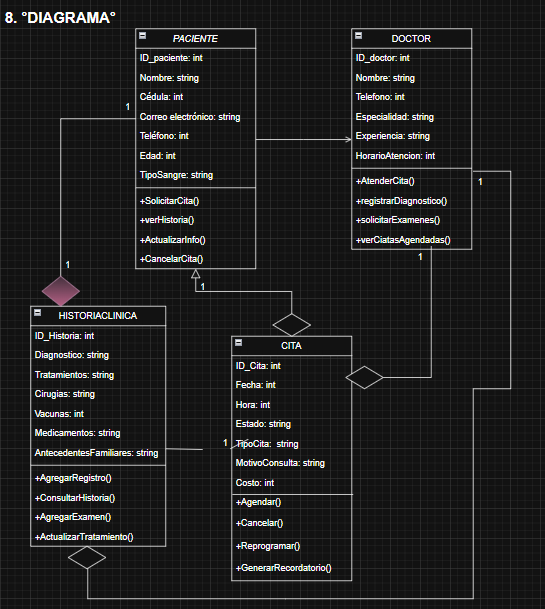 8. °DIAGRAMA°
PACIENTE
ID_paciente: int
Nombre: string
Cédula: int
Correo electrónico: string
Teléfono: int
Edad: int
TipoSangre: string
+SolicitarCita()
+verHistoria()
+ActualizarInfo()
+CancelarCita()
DOCTOR
ID_doctor: int
Nombre: string
Telefono: int
Especialidad: string
Experiencia: string
HorarioAtencion: int
+AtenderCita()
+registrarDiagnostico()
+solicitarExamenes()
+verCiatasAgendadas()
1
1
1
1
1
HISTORIACLINICA
ID_Historia: int
Diagnostico: string
Tratamientos: string
Cirugias: string
Vacunas: int
Medicamentos: string
AntecedentesFamiliares: string
+AgregarRegistro()
+ConsultarHistoria()
+AgregarExamen()
+ActualizarTratamiento()
1
CITA
ID_Cita: int
Fecha: int
Hora: int
Estado: string
TipoCita: string
MotivoConsulta: string
Costo: int
+Agendar()
+Cancelar()
+Reprogramar()
+GenerarRecordatorio()